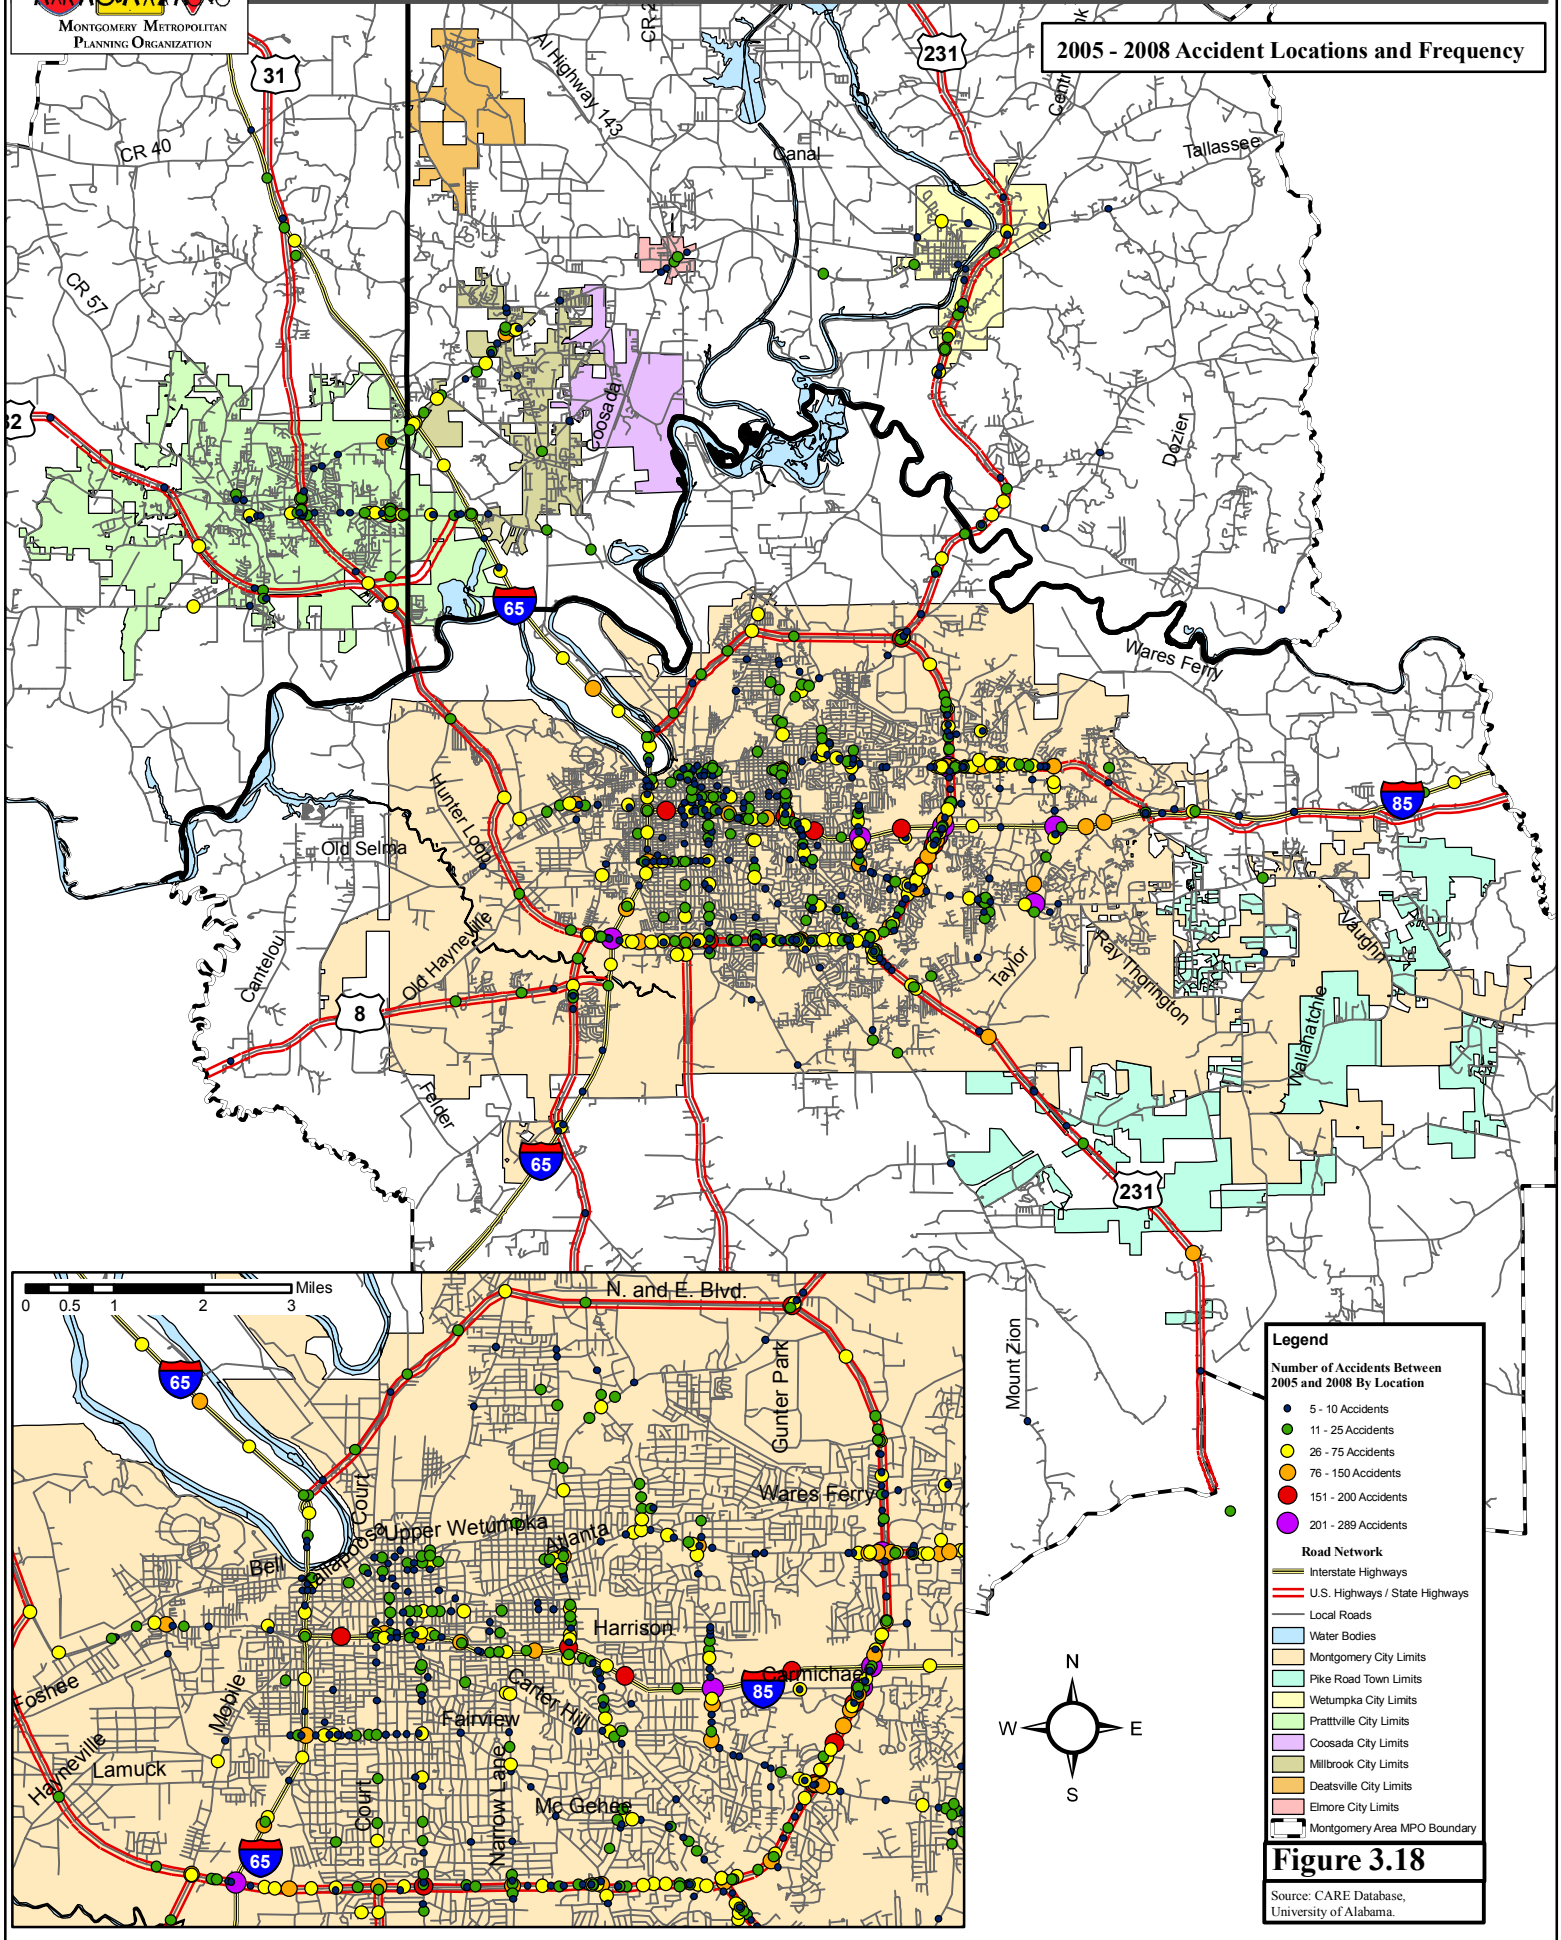 MONTGOMERY METROPOLITAN
PLANNING ORGANIZATION
2005 - 2008 Accident Locations and Frequency
31
231
CR 40
Al Highway 143
Canal
Tallassee
CR 57
Coosada
Dozier
65
Wares Ferry
85
Hunter Loop
Old Selma
Old Hayneville
Cantelou
8
Taylor
Ray Thorington
Vaughn
Wallahatchie
Felder
65
231
Mount Zion
Miles
0 0.5 1 2 3
N. and E. Blvd.
65
Gunter Park
Wares Ferry
Court
Upper Wetumpka
Atlanta
Bell
Harrison
Carmichael
85
Foshee
Mobile
Carter Hill
Fairview
Hayneville
Lamuck
Court
Narrow Lane
Mc Gehee
65
N
W E
S
Legend
Number of Accidents Between
2005 and 2008 By Location
5 - 10 Accidents
11 - 25 Accidents
26 - 75 Accidents
76 - 150 Accidents
151 - 200 Accidents
201 - 289 Accidents
Road Network
Interstate Highways
U.S. Highways / State Highways
Local Roads
Water Bodies
Montgomery City Limits
Pike Road Town Limits
Wetumpka City Limits
Prattville City Limits
Coosada City Limits
Millbrook City Limits
Deatsville City Limits
Elmore City Limits
Montgomery Area MPO Boundary
Figure 3.18
Source: CARE Database,
University of Alabama.